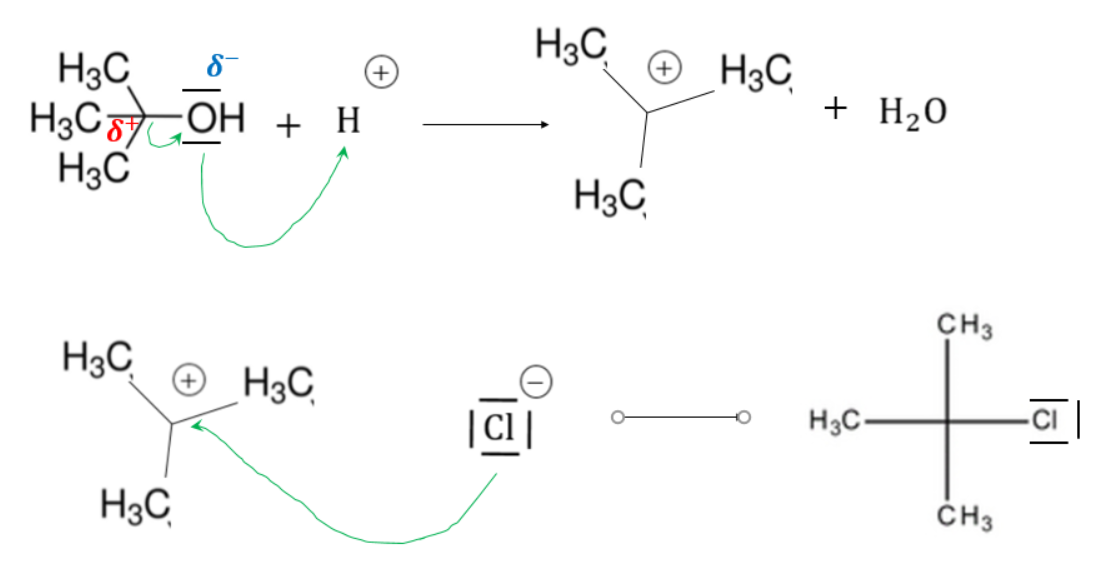 H₃C δ⁻ ⊕ H₃C ⊕ H₃C
H₃C δ⁺ OH + H → + H₂O
H₃C H₃C
H₃C ⊕ H₃C ⊖ CH₃
|Cl| H₃C Cl|
H₃C CH₃